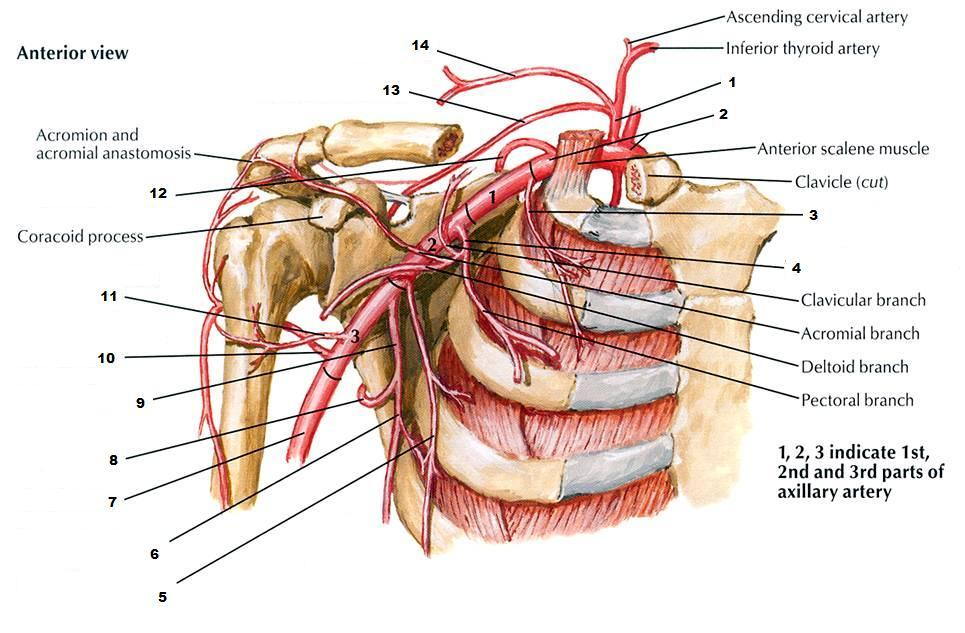 Ascending cervical artery
Anterior view
14
Inferior thyroid artery
13
1
2
Acromion and
acromial anastomosis
Anterior scalene muscle
12
Clavicle (cut)
1
3
Coracoid process
2
4
11
Clavicular branch
Acromial branch
3
10
Deltoid branch
9
Pectoral branch
8
1, 2, 3 indicate 1st,
2nd and 3rd parts of
axillary artery
7
6
5